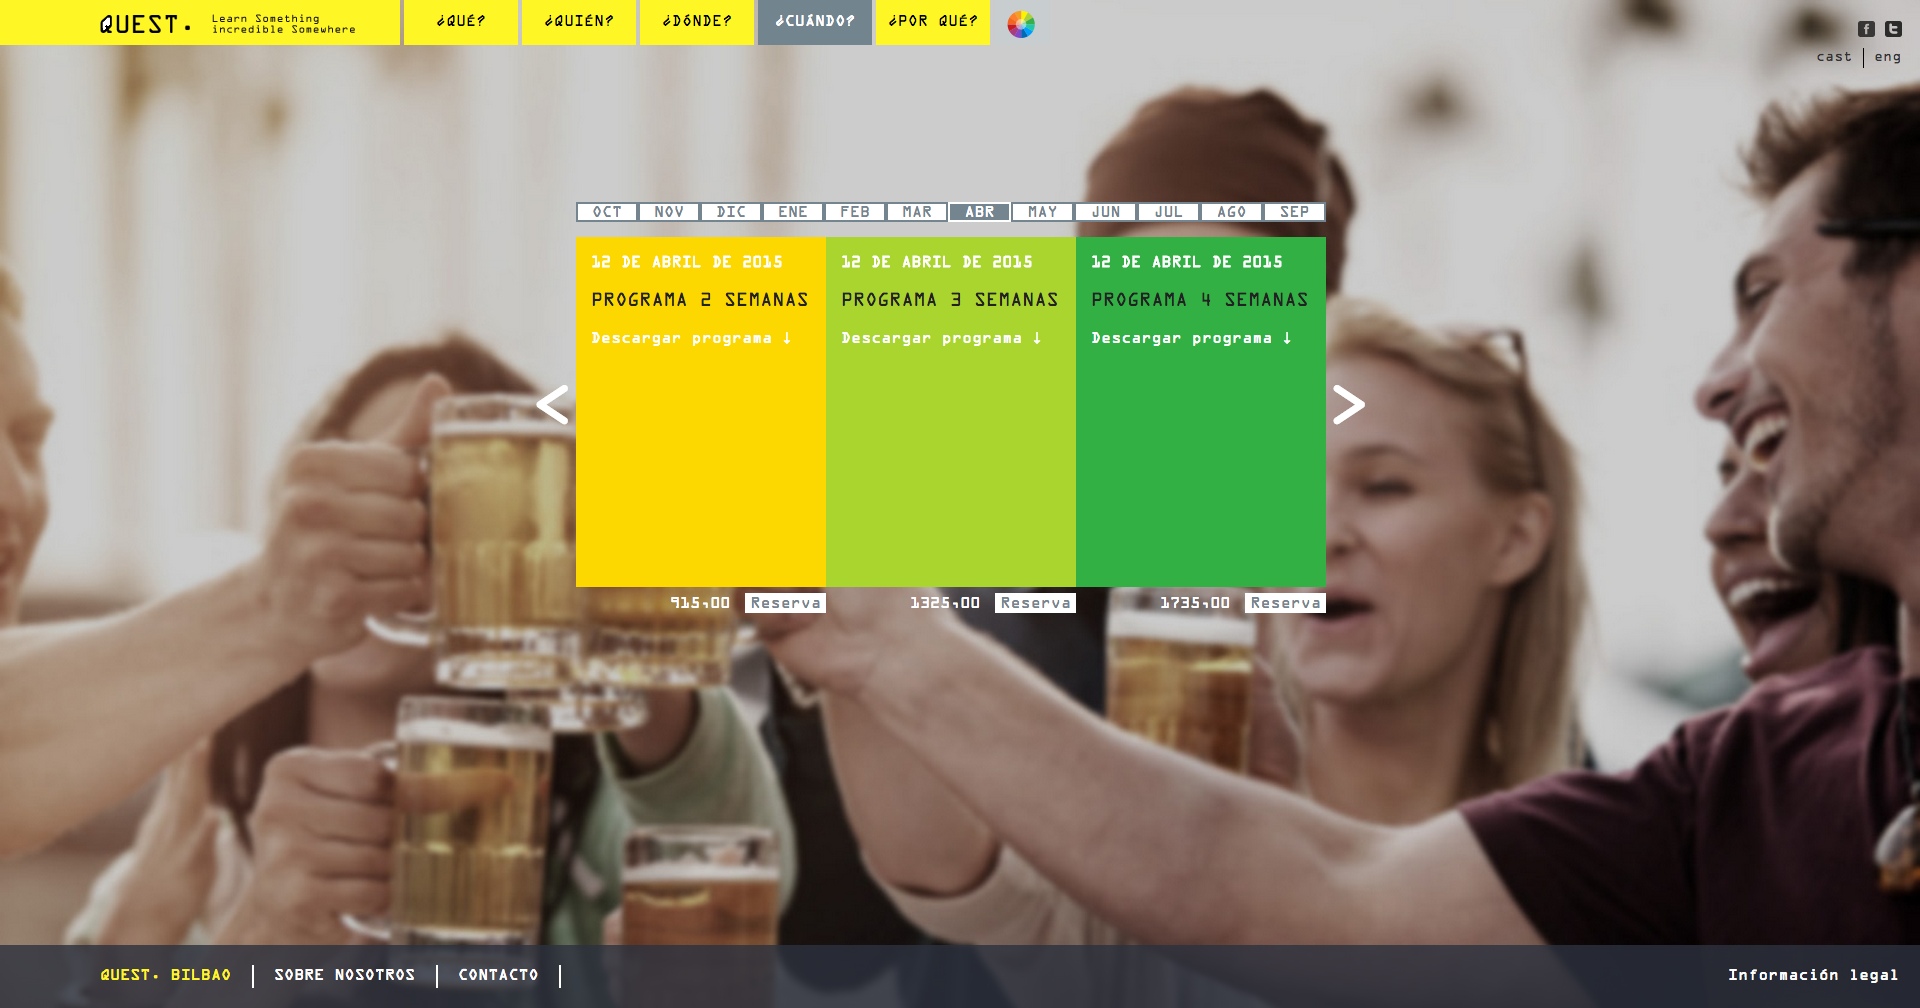 QUEST.
Learn Something
incredible Somewhere
¿QUÉ?
¿QUIÉN?
¿DÓNDE?
¿CUÁNDO?
¿POR QUÉ?
cast
eng
OCT
NOV
DIC
ENE
FEB
MAR
ABR
MAY
JUN
JUL
AGO
SEP
12 DE ABRIL DE 2015
PROGRAMA 2 SEMANAS
Descargar programa ↓
12 DE ABRIL DE 2015
PROGRAMA 3 SEMANAS
Descargar programa ↓
12 DE ABRIL DE 2015
PROGRAMA 4 SEMANAS
Descargar programa ↓
915,00 Reserva
1325,00 Reserva
1735,00 Reserva
QUEST. BILBAO
SOBRE NOSOTROS
CONTACTO
Información legal